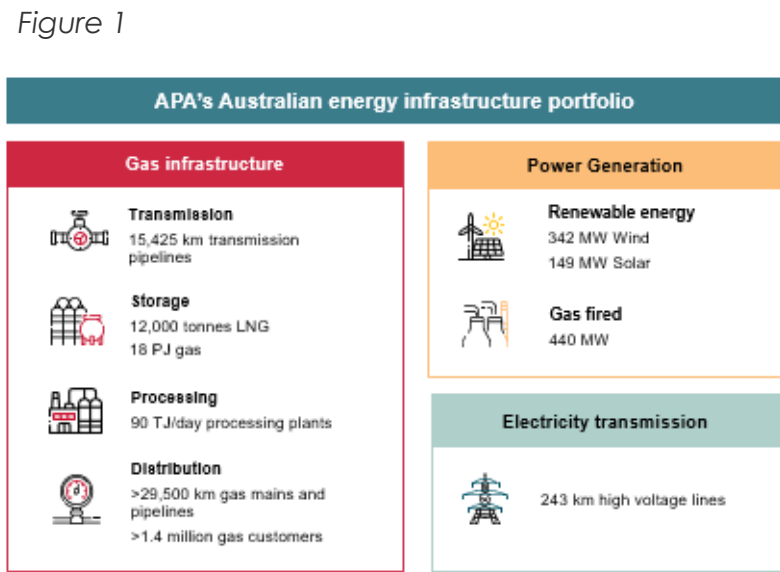 Figure 1
APA's Australian energy infrastructure portfolio
Gas infrastructure
Transmission
15,425 km transmission
pipelines
Storage
12,000 tonnes LNG
18 PJ gas
Processing
90 TJ/day processing plants
Distribution
>29,500 km gas mains and
pipelines
>1.4 million gas customers
Power Generation
Renewable energy
342 MW Wind
149 MW Solar
Gas fired
440 MW
Electricity transmission
243 km high voltage lines